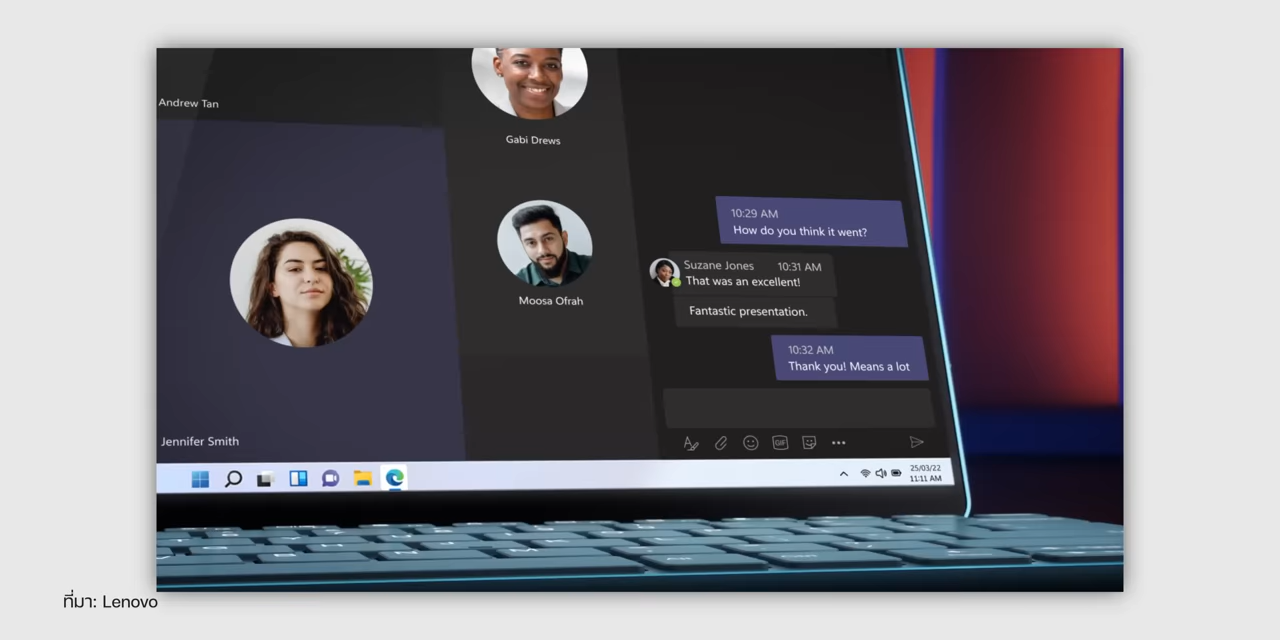 Andrew Tan
Gabi Drews
Moosa Ofrah
Jennifer Smith
10:29 AM
How do you think it went?
Suzane Jones 10:31 AM
That was an excellent!
Fantastic presentation.
10:32 AM
Thank you! Means a lot
GIF
25/03/22
11:11 AM
ที่มา: Lenovo